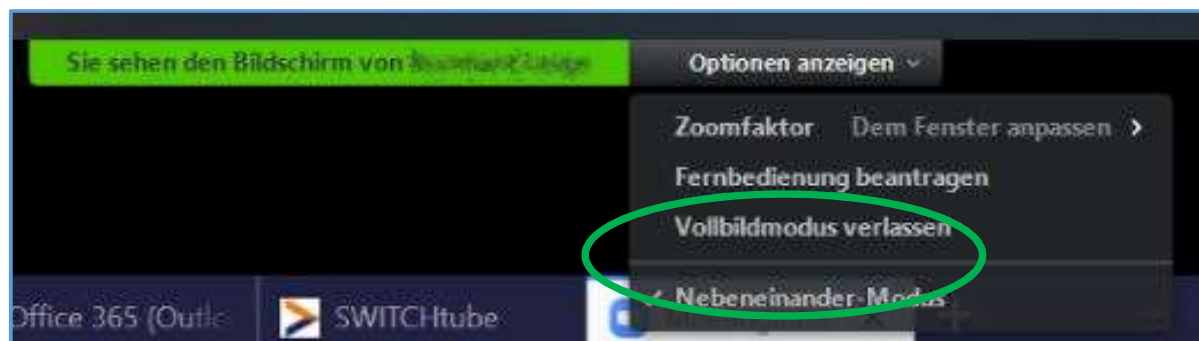 Sie sehen den Bildschirm von
Optionen anzeigen
Zoomfaktor Dem Fenster anpassen
Fernbedienung beantragen
Vollbildmodus verlassen
Nebeneinander-Modus
Office 365 (Outlo
SWITCHtube